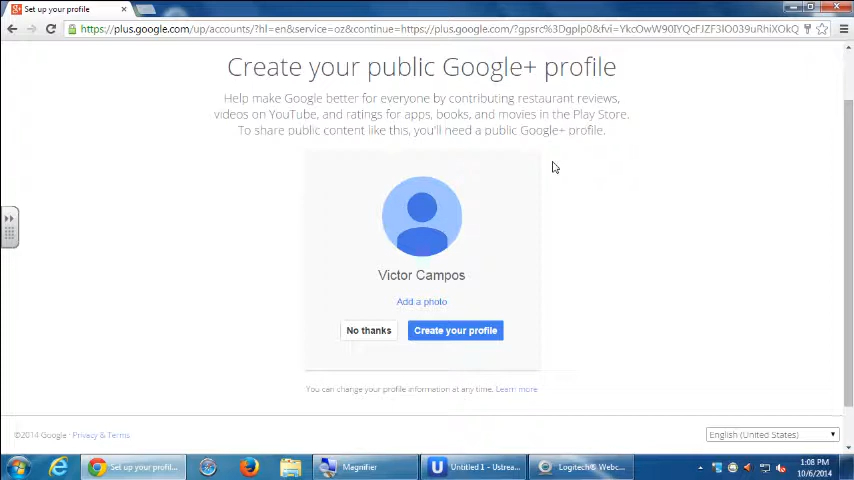 Set up your profile
https://plus.google.com/up/accounts/?hl=en&service=oz&continue=https://plus.google.com/?gpsrc%3Dgplp0&fvi=YkcOwW90IYQcFJZF3IO039uRhiXOKQ
Create your public Google+ profile
Help make Google better for everyone by contributing restaurant reviews,
videos on YouTube, and ratings for apps, books, and movies in the Play Store.
To share public content like this, you'll need a public Google+ profile.
Victor Campos
Add a photo
No thanks Create your profile
You can change your profile information at any time. Learn more
©2014 Google · Privacy & Terms English (United States)
Set up your profil... Magnifier Untitled 1 - Ustrea... Logitech® Webc... 1:08 PM
10/6/2014